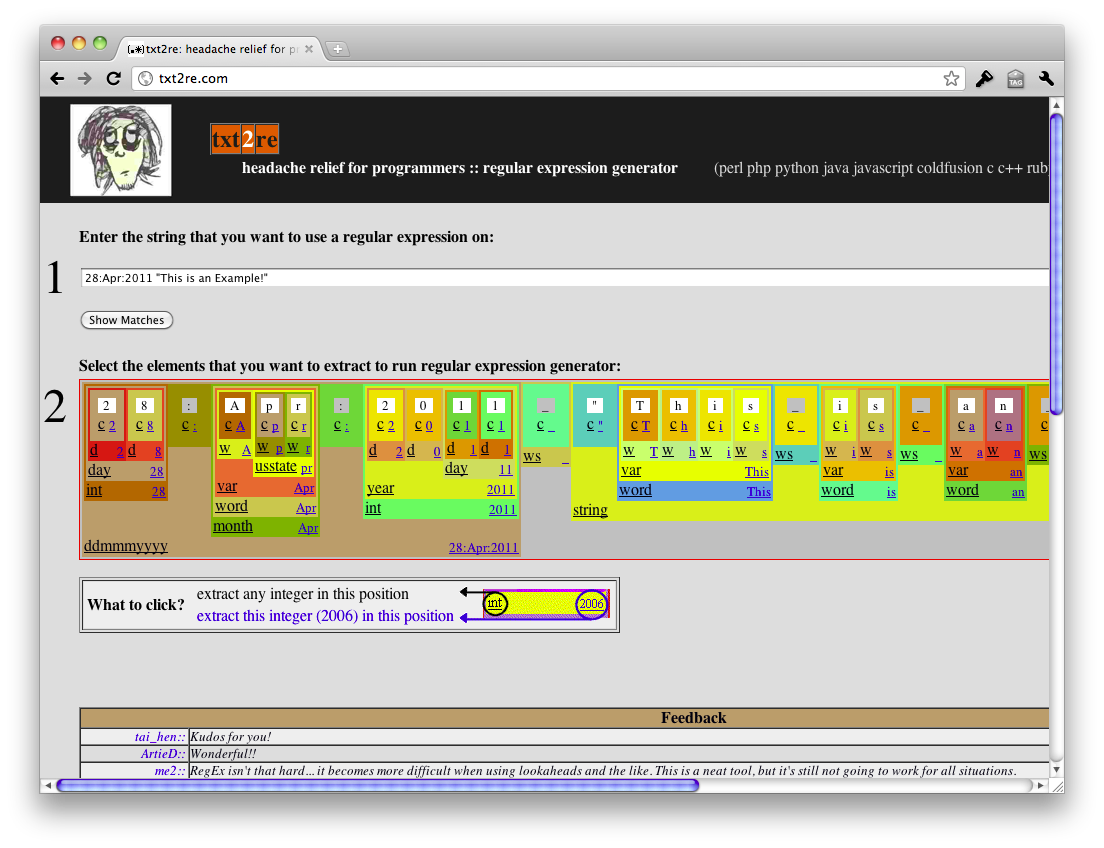 (.*) txt2re: headache relief for p
txt2re.com
TAG
txt2re
headache relief for programmers :: regular expression generator (perl php python java javascript coldfusion c c++ rub
Enter the string that you want to use a regular expression on:
1
28:Apr:2011 "This is an Example!"
Show Matches
Select the elements that you want to extract to run regular expression generator:
2
2 8 : A p r : 2 0 1 1 _ " T h i s _ i s _ a n _
c 2 c 8 c : c A c p c r c : c 2 c 0 c 1 c 1 c _ c " c T c h c i c s c _ c i c s c _ c a c n c
d 2 d 8 w A w p w r d 2 d 0 d 1 d 1 ws _ w T w h w i w s ws _ w i w s ws _ w a w n ws
day 28 usstate pr day 11 var This var is var an
int 28 var Apr year 2011 word This word is word an
word Apr int 2011 string
month Apr
ddmmmyyyy 28:Apr:2011
What to click? extract any integer in this position int 2006
extract this integer (2006) in this position
Feedback
tai_hen:: Kudos for you!
ArtieD:: Wonderful!!
me2:: RegEx isn't that hard... it becomes more difficult when using lookaheads and the like. This is a neat tool, but it's still not going to work for all situations.